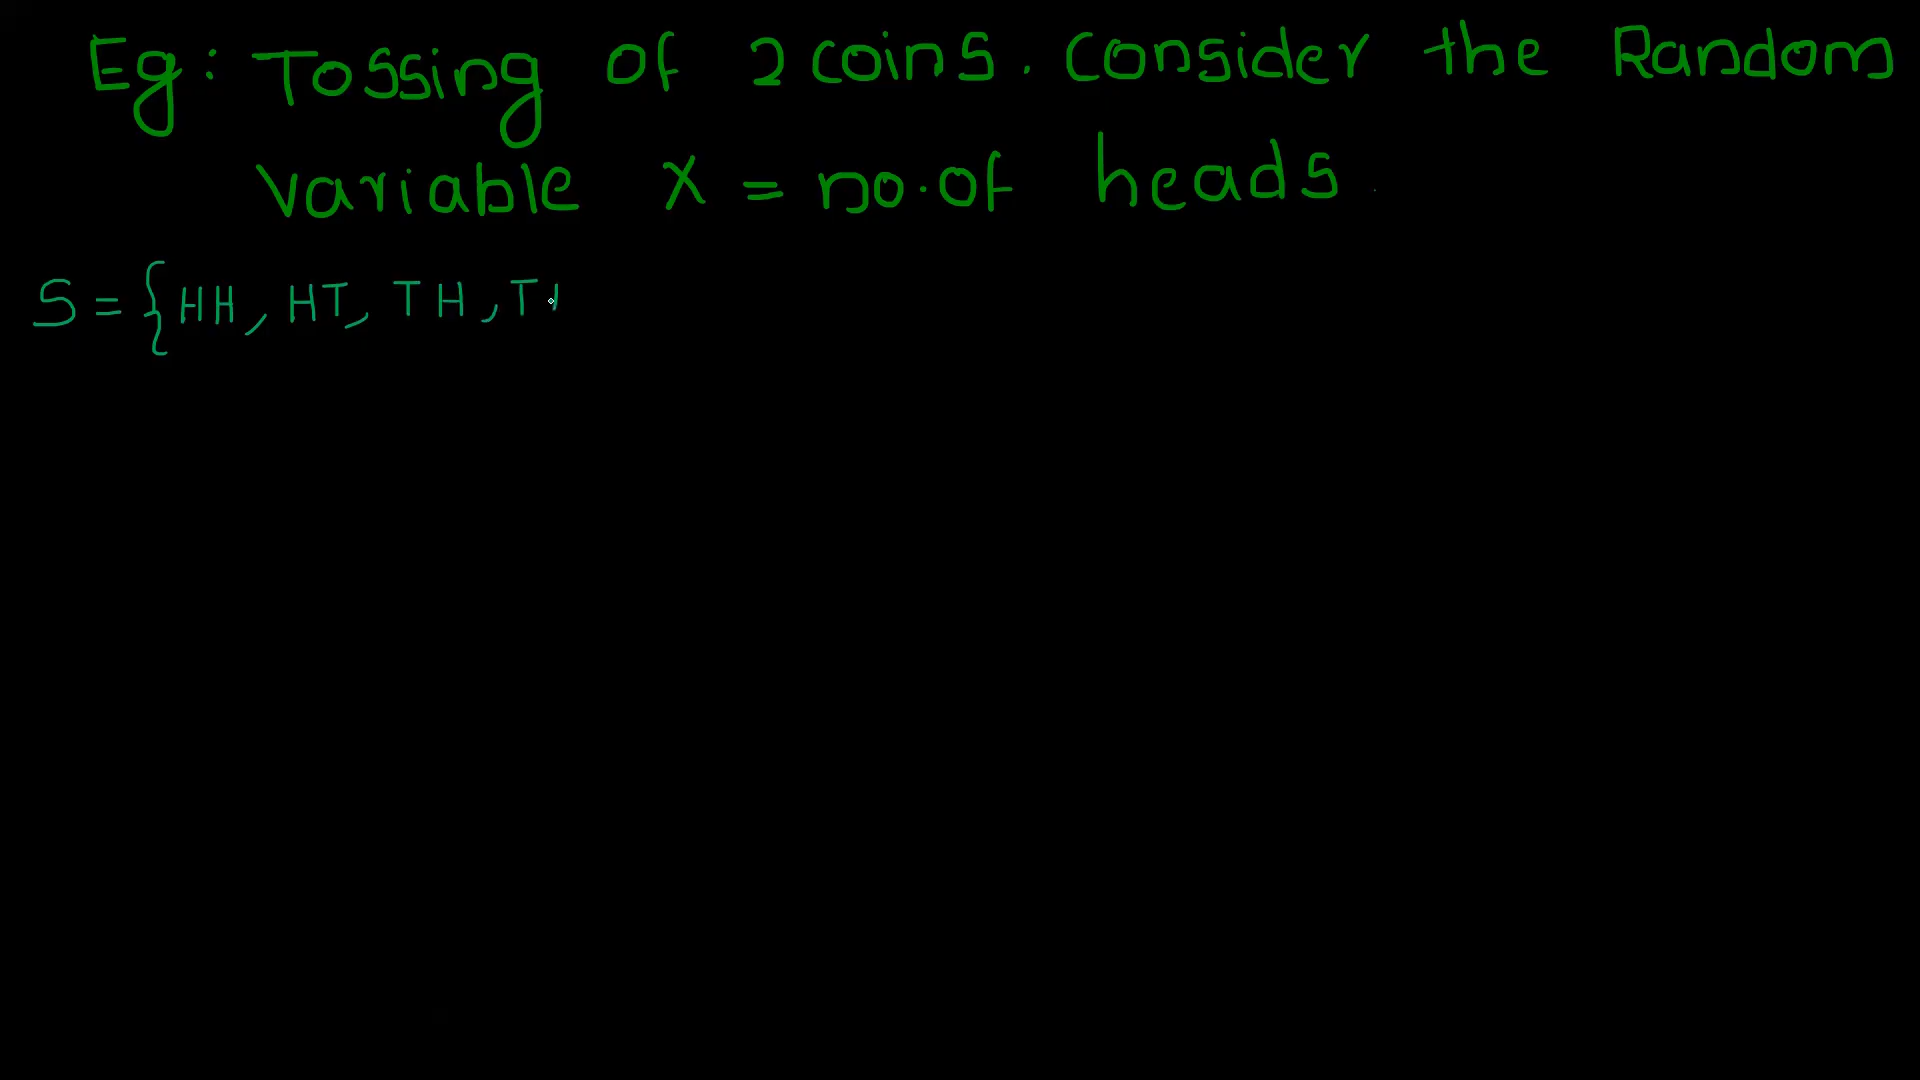 Eg: Tossing of 2 coins. Consider the Random
variable X = no. of heads
S = {HH, HT, TH, T